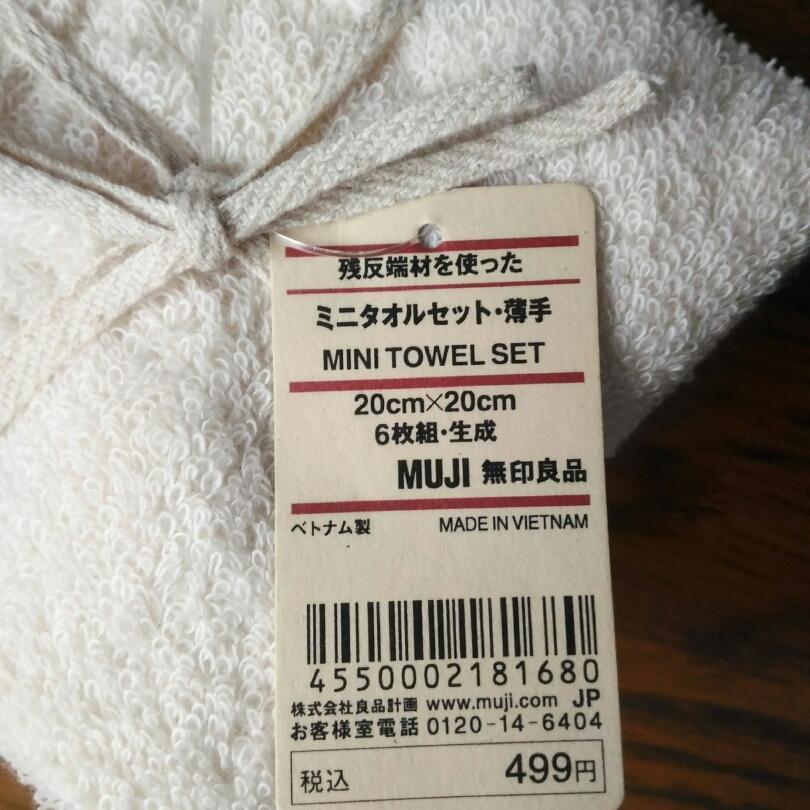 残反端材を使った
ミニタオルセット・薄手
MINI TOWEL SET
20cm×20cm
6枚組・生成
MUJI 無印良品
ベトナム製 MADE IN VIETNAM
4550002181680
株式会社良品計画 www.muji.com JP
お客様室電話 0120-14-6404
税込 499円